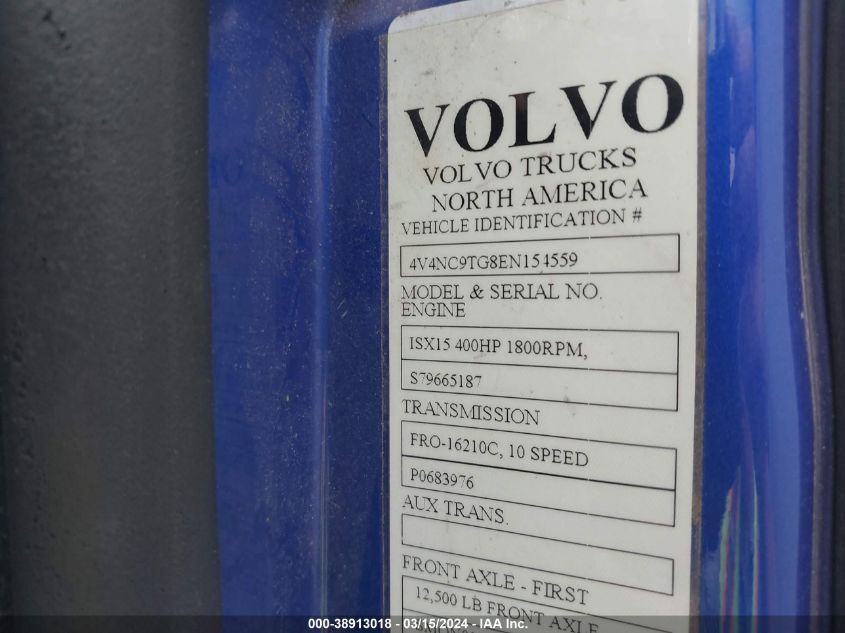 VOLVO
VOLVO TRUCKS
NORTH AMERICA
VEHICLE IDENTIFICATION #
4V4NC9TG8EN154559
MODEL & SERIAL NO.
ENGINE
ISX15 400HP 1800RPM,
S79665187
TRANSMISSION
FRO-16210C, 10 SPEED
P0683976
AUX TRANS.
FRONT AXLE - FIRST
12,500 LB FRONT AXLE
000-38913018 - 03/15/2024 - IAA Inc.